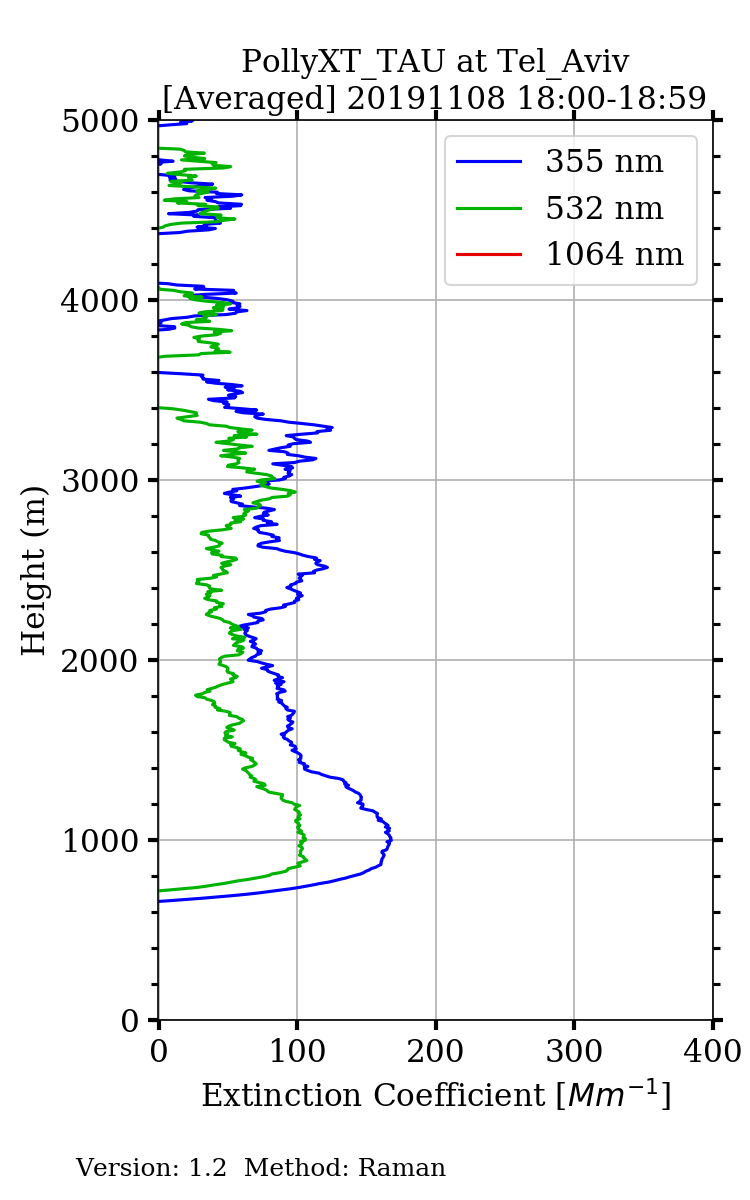 PollyXT_TAU at Tel_Aviv
[Averaged] 20191108 18:00-18:59
5000
4000
3000
2000
1000
0
Height (m)
355 nm
532 nm
1064 nm
0 100 200 300 400
Extinction Coefficient [Mm⁻¹]
Version: 1.2 Method: Raman